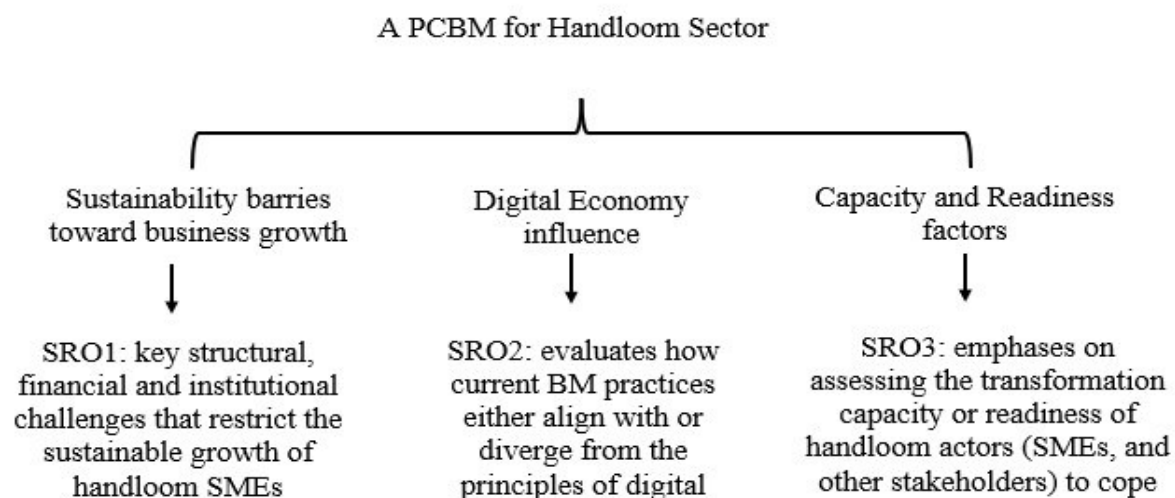 A PCBM for Handloom Sector
Sustainability barries
toward business growth
Digital Economy
influence
Capacity and Readiness
factors
SRO1: key structural,
financial and institutional
challenges that restrict the
sustainable growth of
handloom SMEs
SRO2: evaluates how
current BM practices
either align with or
diverge from the
principles of digital
SRO3: emphases on
assessing the transformation
capacity or readiness of
handloom actors (SMEs, and
other stakeholders) to cope